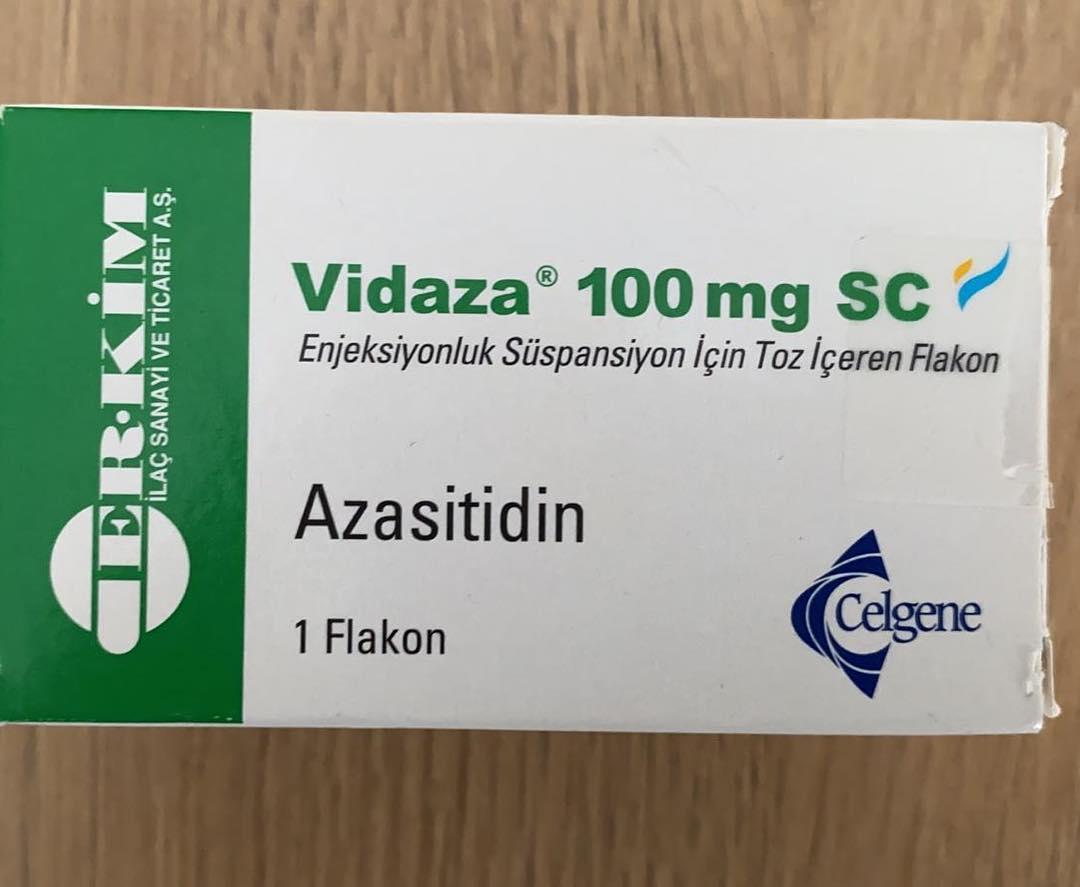 ER·KİM
İLAÇ SANAYİ VE TİCARET A.Ş.
Vidaza® 100 mg SC
Enjeksiyonluk Süspansiyon İçin Toz İçeren Flakon
Azasitidin
1 Flakon
Celgene